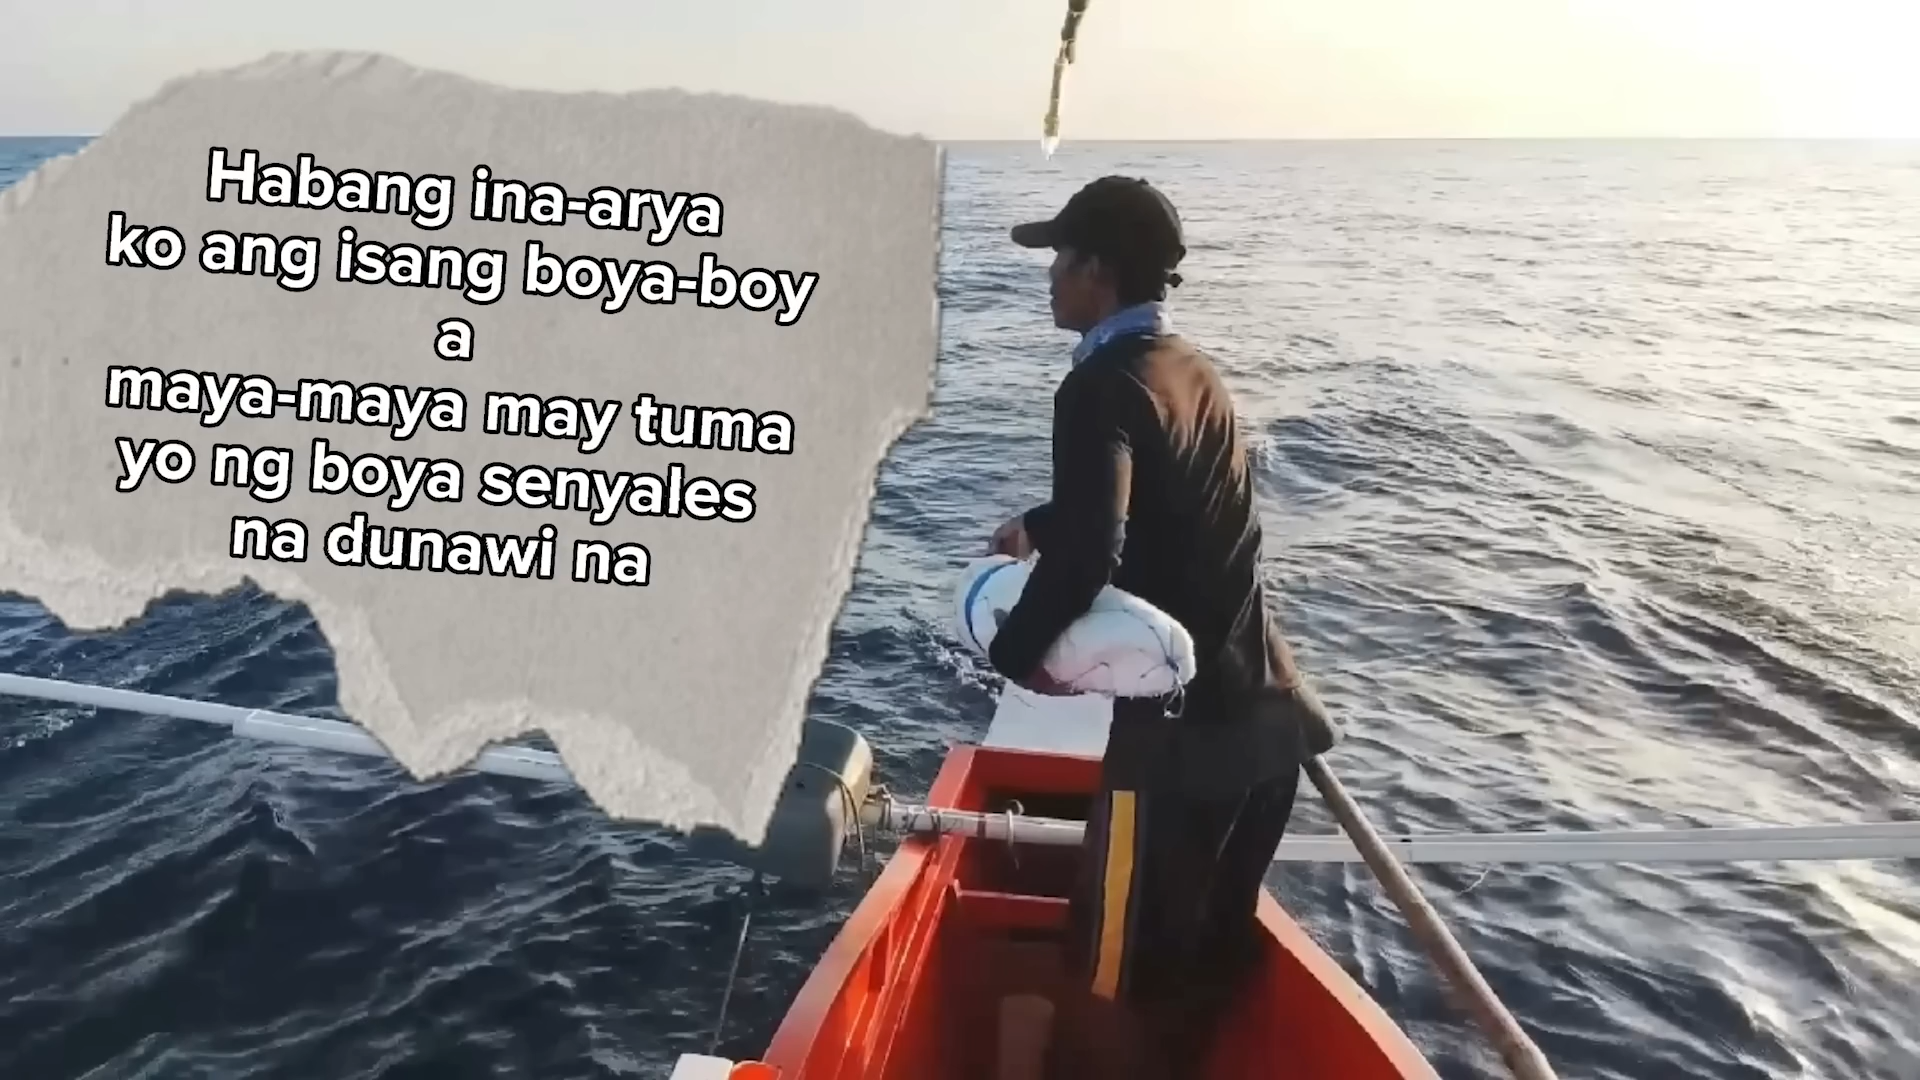 Habang ina-arya
ko ang isang boya-boy
a
maya-maya may tuma
yo ng boya senyales
na dunawi na